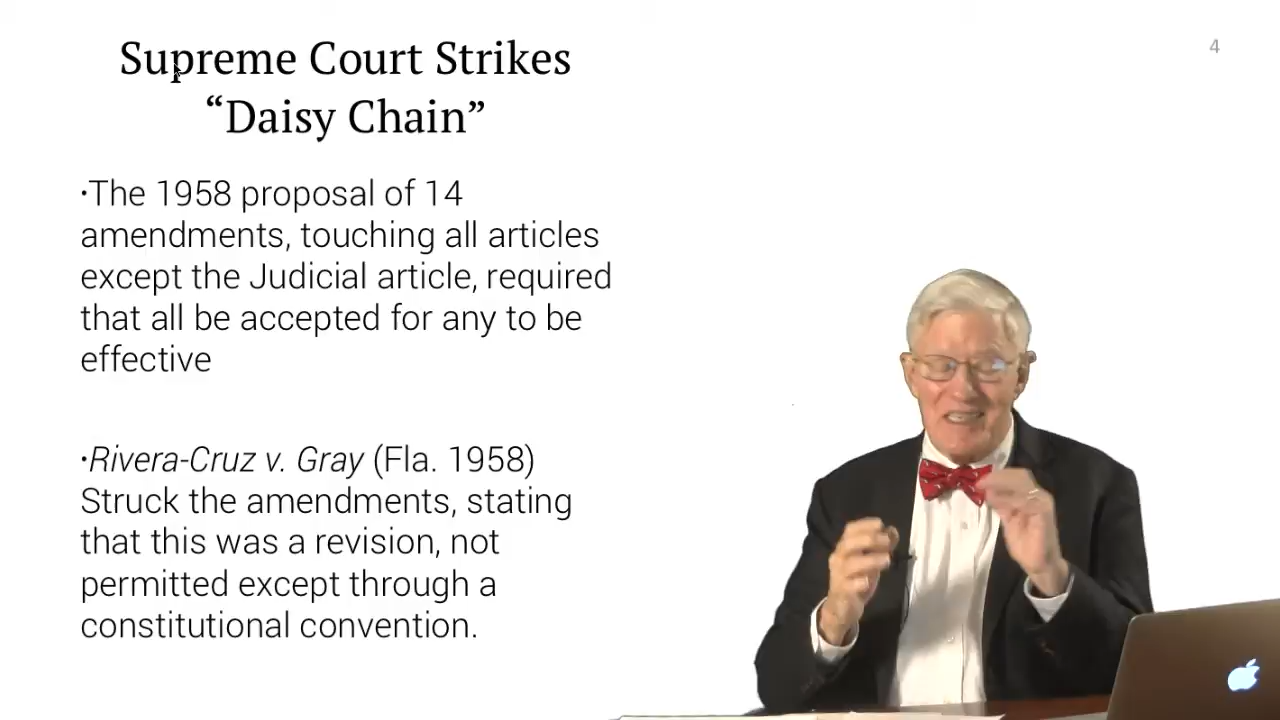 Supreme Court Strikes
“Daisy Chain”
4
·The 1958 proposal of 14
amendments, touching all articles
except the Judicial article, required
that all be accepted for any to be
effective
·Rivera-Cruz v. Gray (Fla. 1958)
Struck the amendments, stating
that this was a revision, not
permitted except through a
constitutional convention.